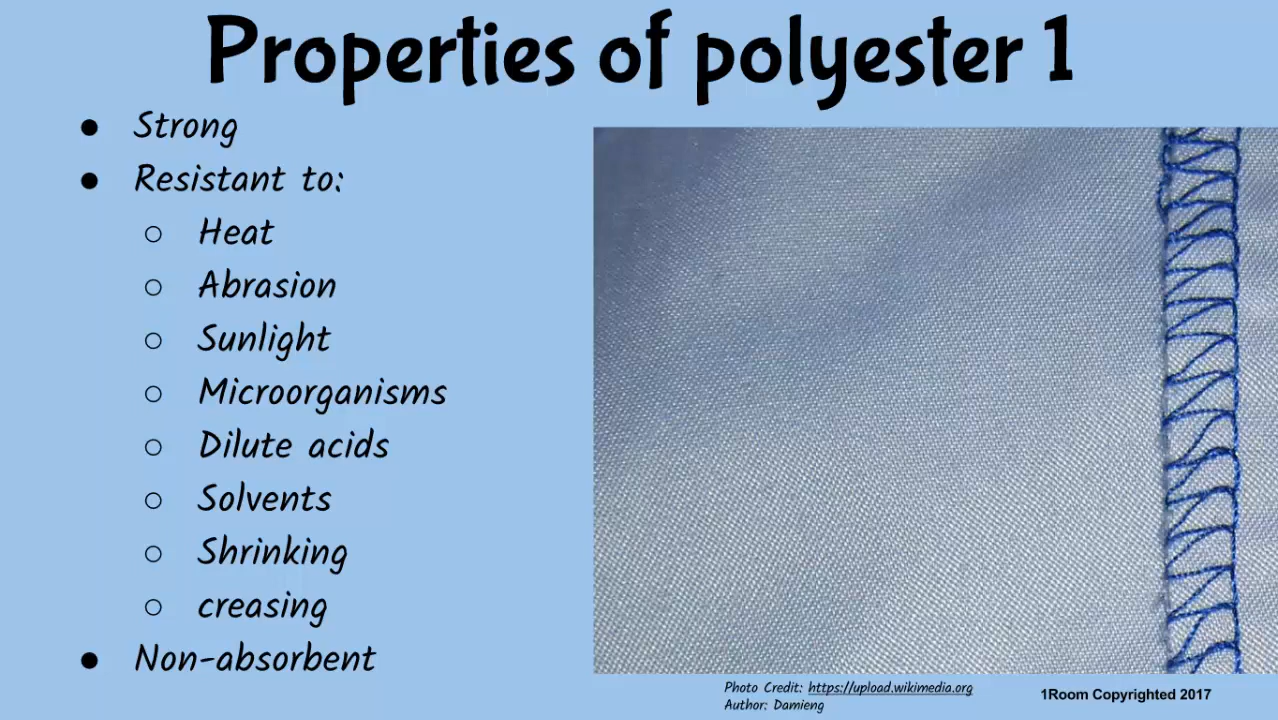 Properties of polyester 1
● Strong
● Resistant to:
○ Heat
○ Abrasion
○ Sunlight
○ Microorganisms
○ Dilute acids
○ Solvents
○ Shrinking
○ creasing
● Non-absorbent
Photo Credit: https://upload.wikimedia.org
Author: Damieng
1Room Copyrighted 2017